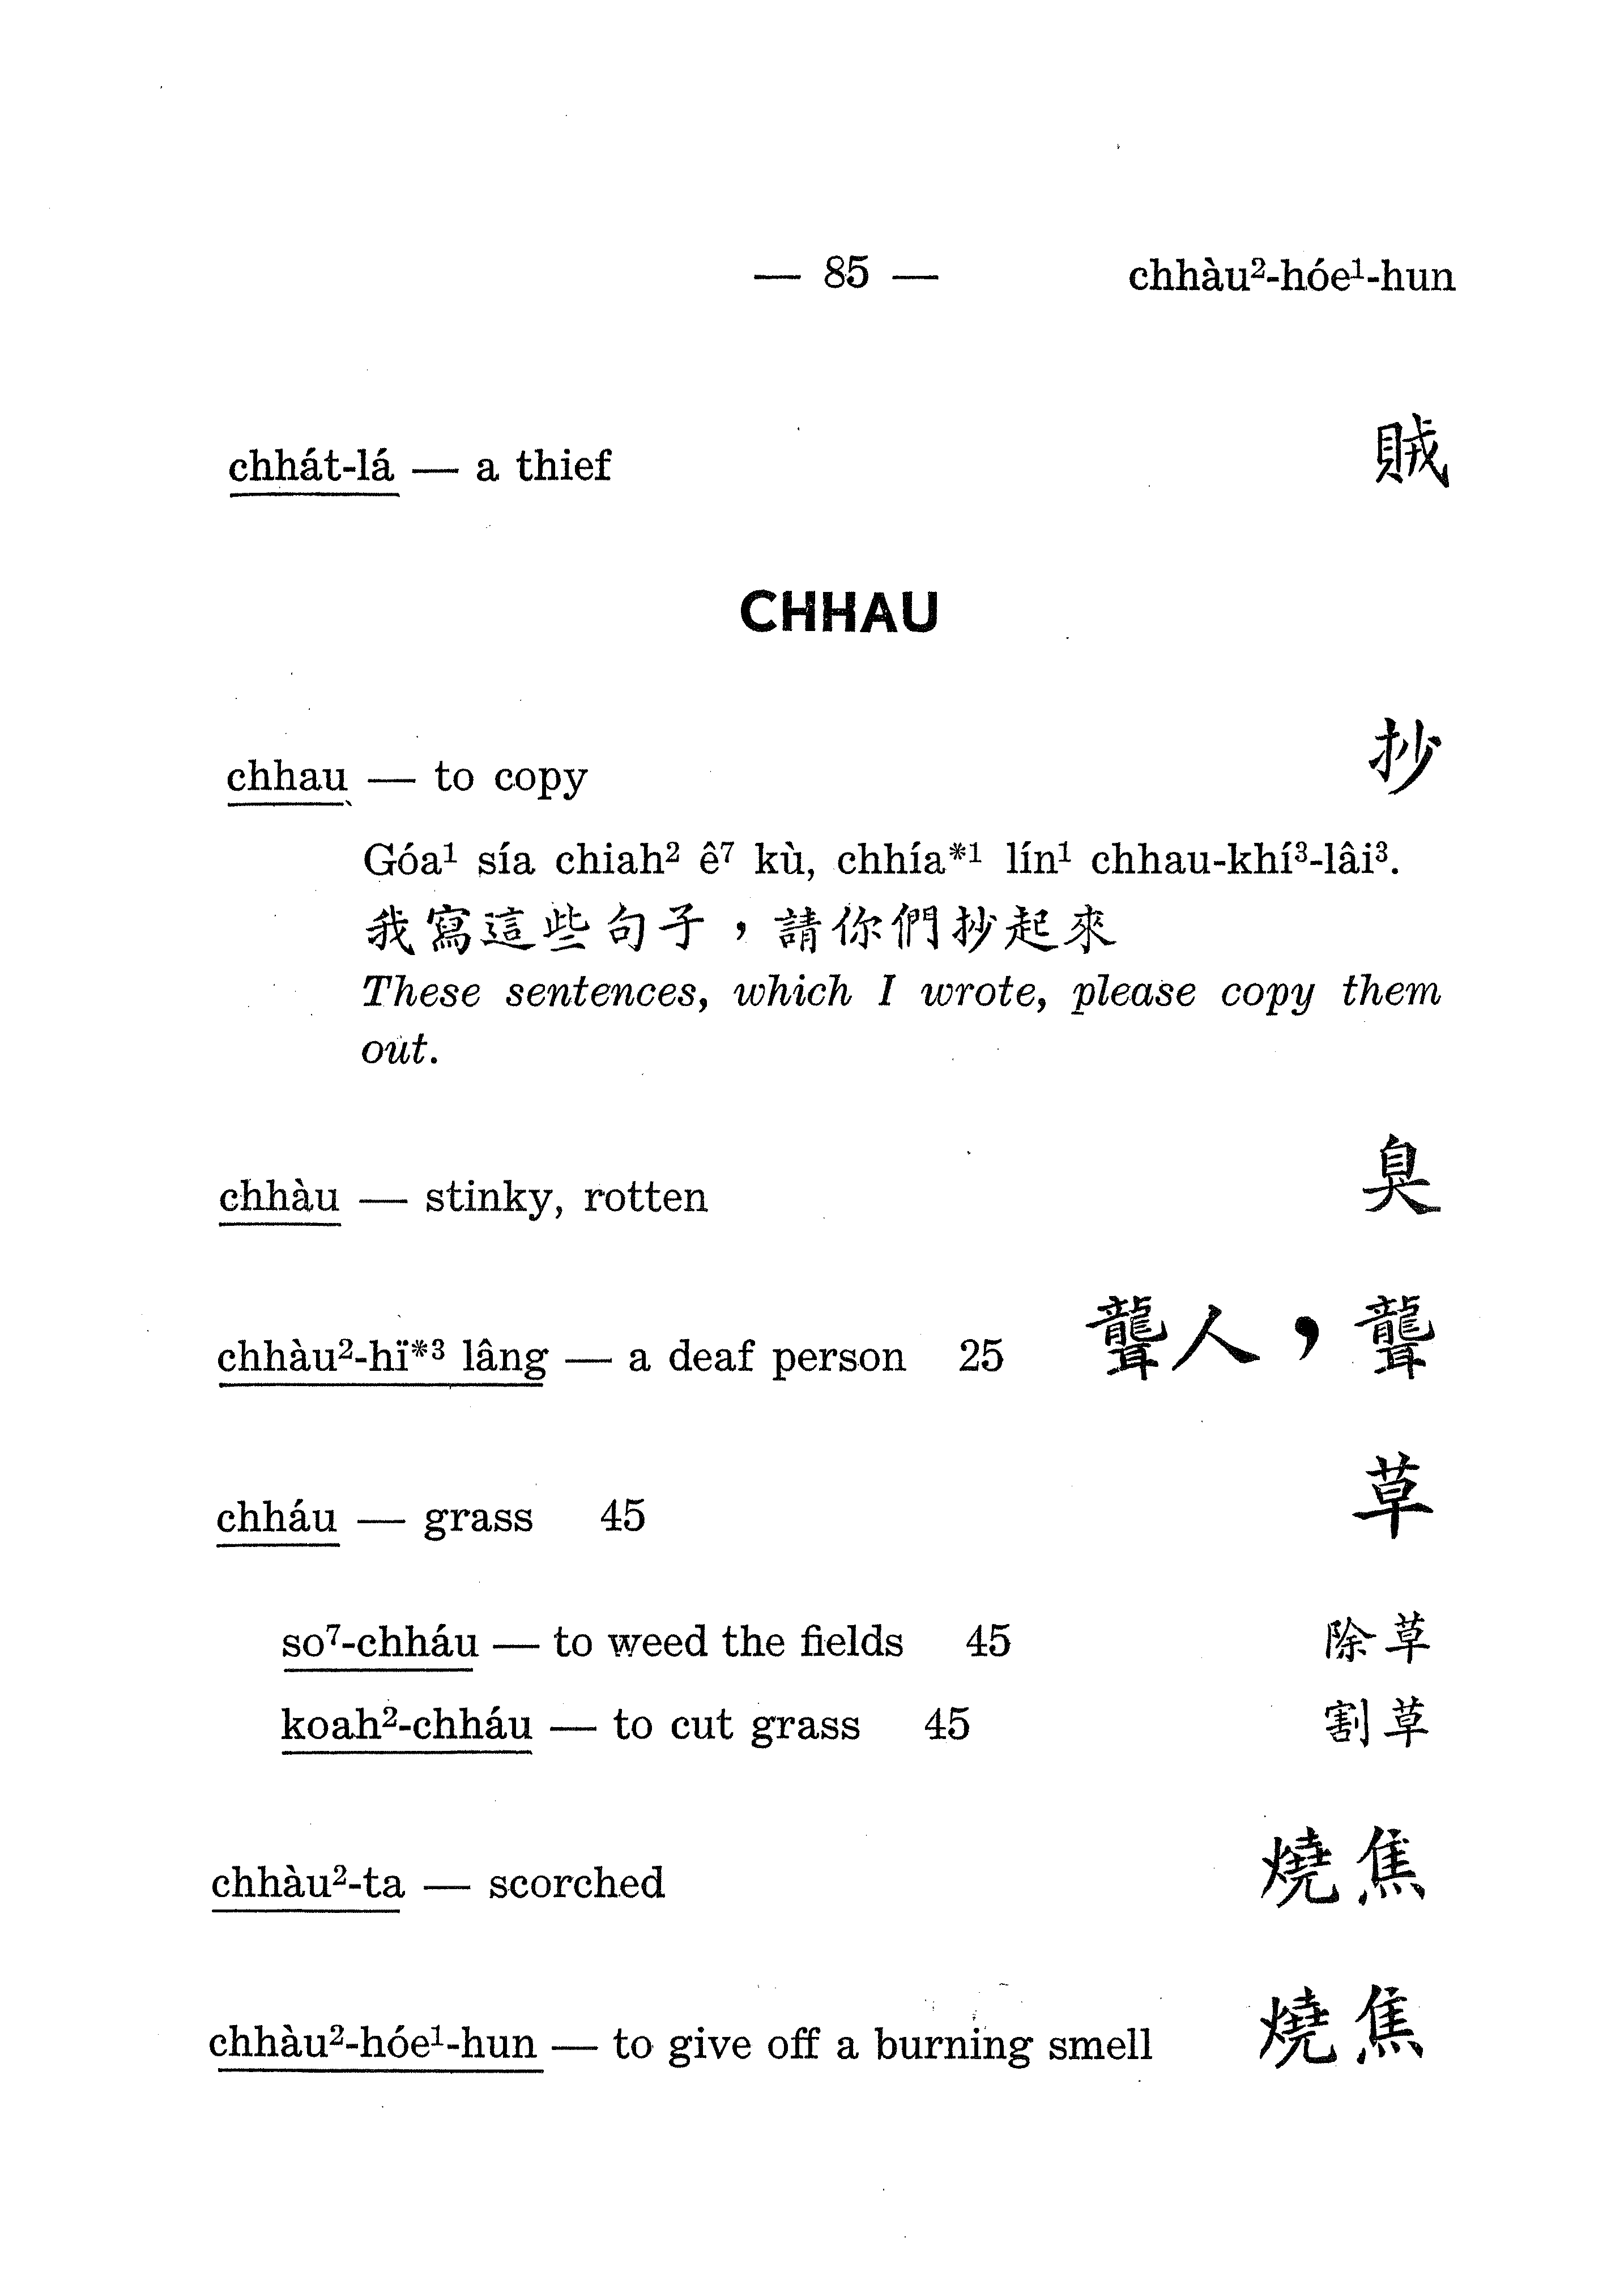 — 85 — chhàu²-hóe¹-hun
chhát-lá — a thief 賊
CHHAU
chhau — to copy 抄
Góa¹ sía chiah² ê⁷ kù, chhía*¹ lín¹ chhau-khí³-lâi³.
我寫這些句子，請你們抄起來
These sentences, which I wrote, please copy them
out.
chhàu — stinky, rotten 臭
chhàu²-hï*³ lâng — a deaf person 25 聾人，聾
chháu — grass 45 草
so⁷-chháu — to weed the fields 45 除草
koah²-chháu — to cut grass 45 割草
chhàu²-ta — scorched 燒焦
chhàu²-hóe¹-hun — to give off a burning smell 燒焦